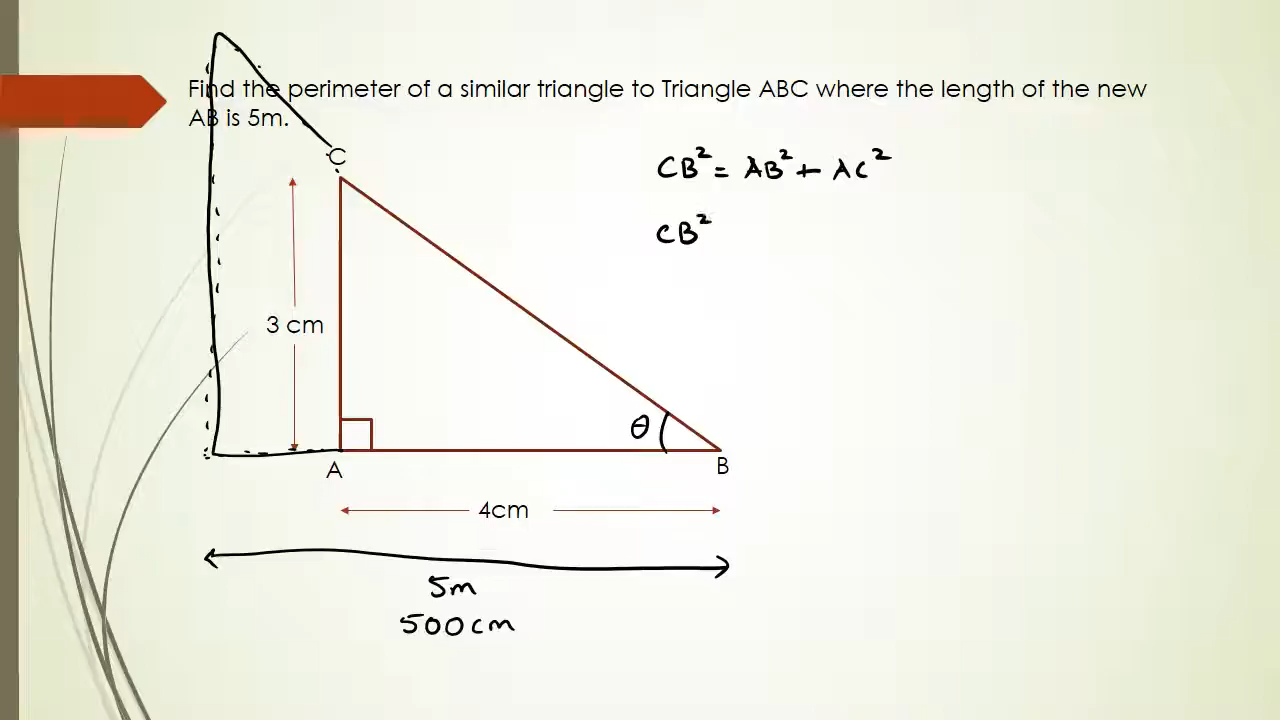 Find the perimeter of a similar triangle to Triangle ABC where the length of the new
AB is 5m.
CB² = AB² + AC²
CB²
C
3 cm
θ
A
B
4cm
5m
500cm